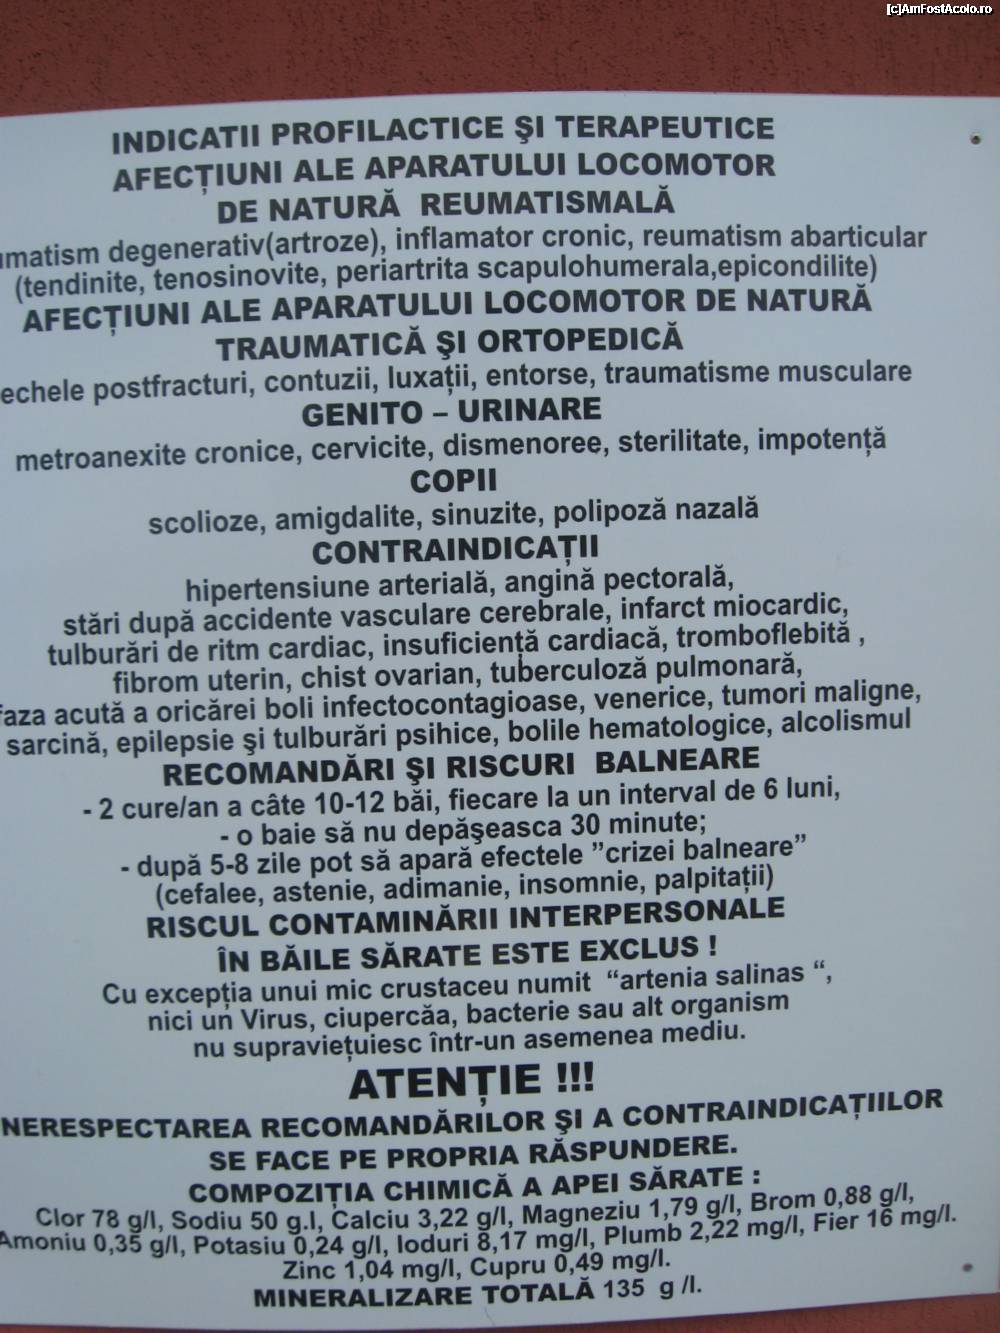 [c]AmFostAcolo.ro
INDICATII PROFILACTICE ŞI TERAPEUTICE
AFECȚIUNI ALE APARATULUI LOCOMOTOR
DE NATURĂ REUMATISMALĂ
degenerativ(artroze), inflamator cronic, reumatism abarticular
(tendinite, tenosinovite, periartrita scapulohumerala,epicondilite)
AFECȚIUNI ALE APARATULUI LOCOMOTOR DE NATURĂ
TRAUMATICĂ ŞI ORTOPEDICĂ
postfracturi, contuzii, luxații, entorse, traumatisme musculare
GENITO – URINARE
metroanexite cronice, cervicite, dismenoree, sterilitate, impotență
COPII
scolioze, amigdalite, sinuzite, polipoză nazală
CONTRAINDICAȚII
hipertensiune arterială, angină pectorală,
stări după accidente vasculare cerebrale, infarct miocardic,
tulburări de ritm cardiac, insuficiență cardiacă, tromboflebită ,
fibrom uterin, chist ovarian, tuberculoză pulmonară,
faza acută a oricărei boli infectocontagioase, venerice, tumori maligne,
sarcină, epilepsie şi tulburări psihice, bolile hematologice, alcolismul
RECOMANDĂRI ŞI RISCURI BALNEARE
- 2 cure/an a câte 10-12 băi, fiecare la un interval de 6 luni,
- o baie să nu depăşeasca 30 minute;
- după 5-8 zile pot să apară efectele ”crizei balneare”
(cefalee, astenie, adimanie, insomnie, palpitații)
RISCUL CONTAMINĂRII INTERPERSONALE
ÎN BĂILE SĂRATE ESTE EXCLUS !
Cu excepția unui mic crustaceu numit “artenia salinas “,
nici un Virus, ciupercăa, bacterie sau alt organism
nu supraviețuiesc într-un asemenea mediu.
ATENȚIE !!!
NERESPECTAREA RECOMANDĂRILOR ŞI A CONTRAINDICAȚIILOR
SE FACE PE PROPRIA RĂSPUNDERE.
COMPOZIȚIA CHIMICĂ A APEI SĂRATE :
Clor 78 g/l, Sodiu 50 g.l, Calciu 3,22 g/l, Magneziu 1,79 g/l, Brom 0,88 g/l,
Amoniu 0,35 g/l, Potasiu 0,24 g/l, Ioduri 8,17 mg/l, Plumb 2,22 mg/l, Fier 16 mg/l.
Zinc 1,04 mg/l, Cupru 0,49 mg/l.
MINERALIZARE TOTALĂ 135 g /l.